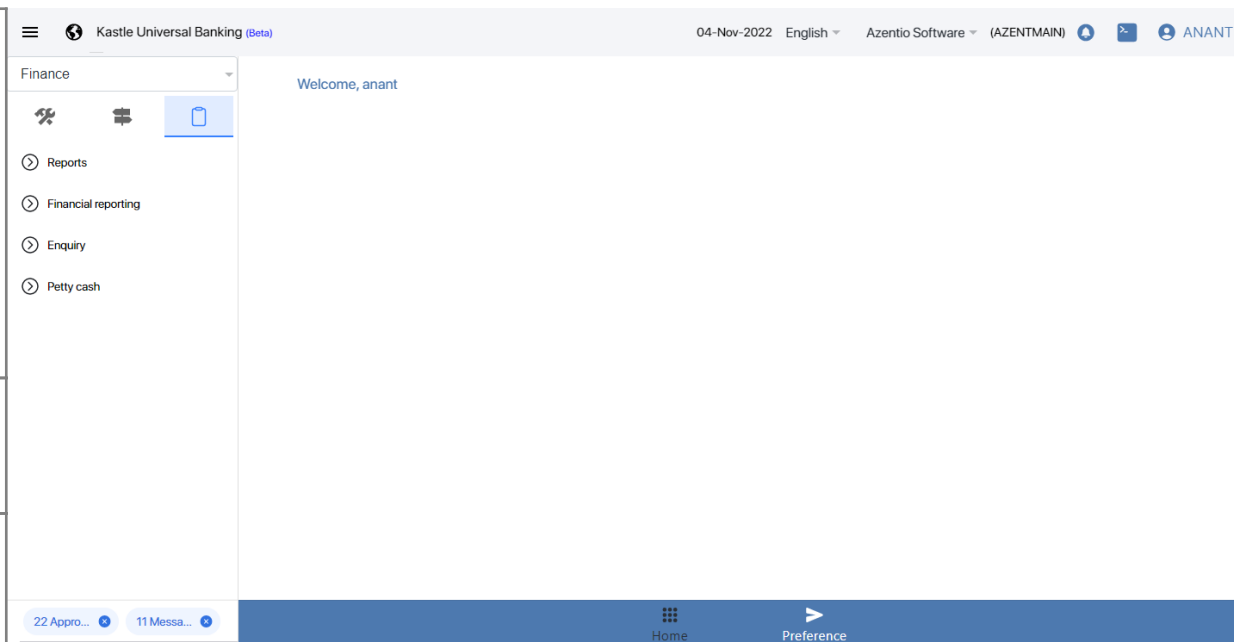 Kastle Universal Banking (Beta) 04-Nov-2022 English Azentio Software (AZENTMAIN) ANANT
Finance
Welcome, anant
Reports
Financial reporting
Enquiry
Petty cash
22 Appro... 11 Messa...
Home Preference